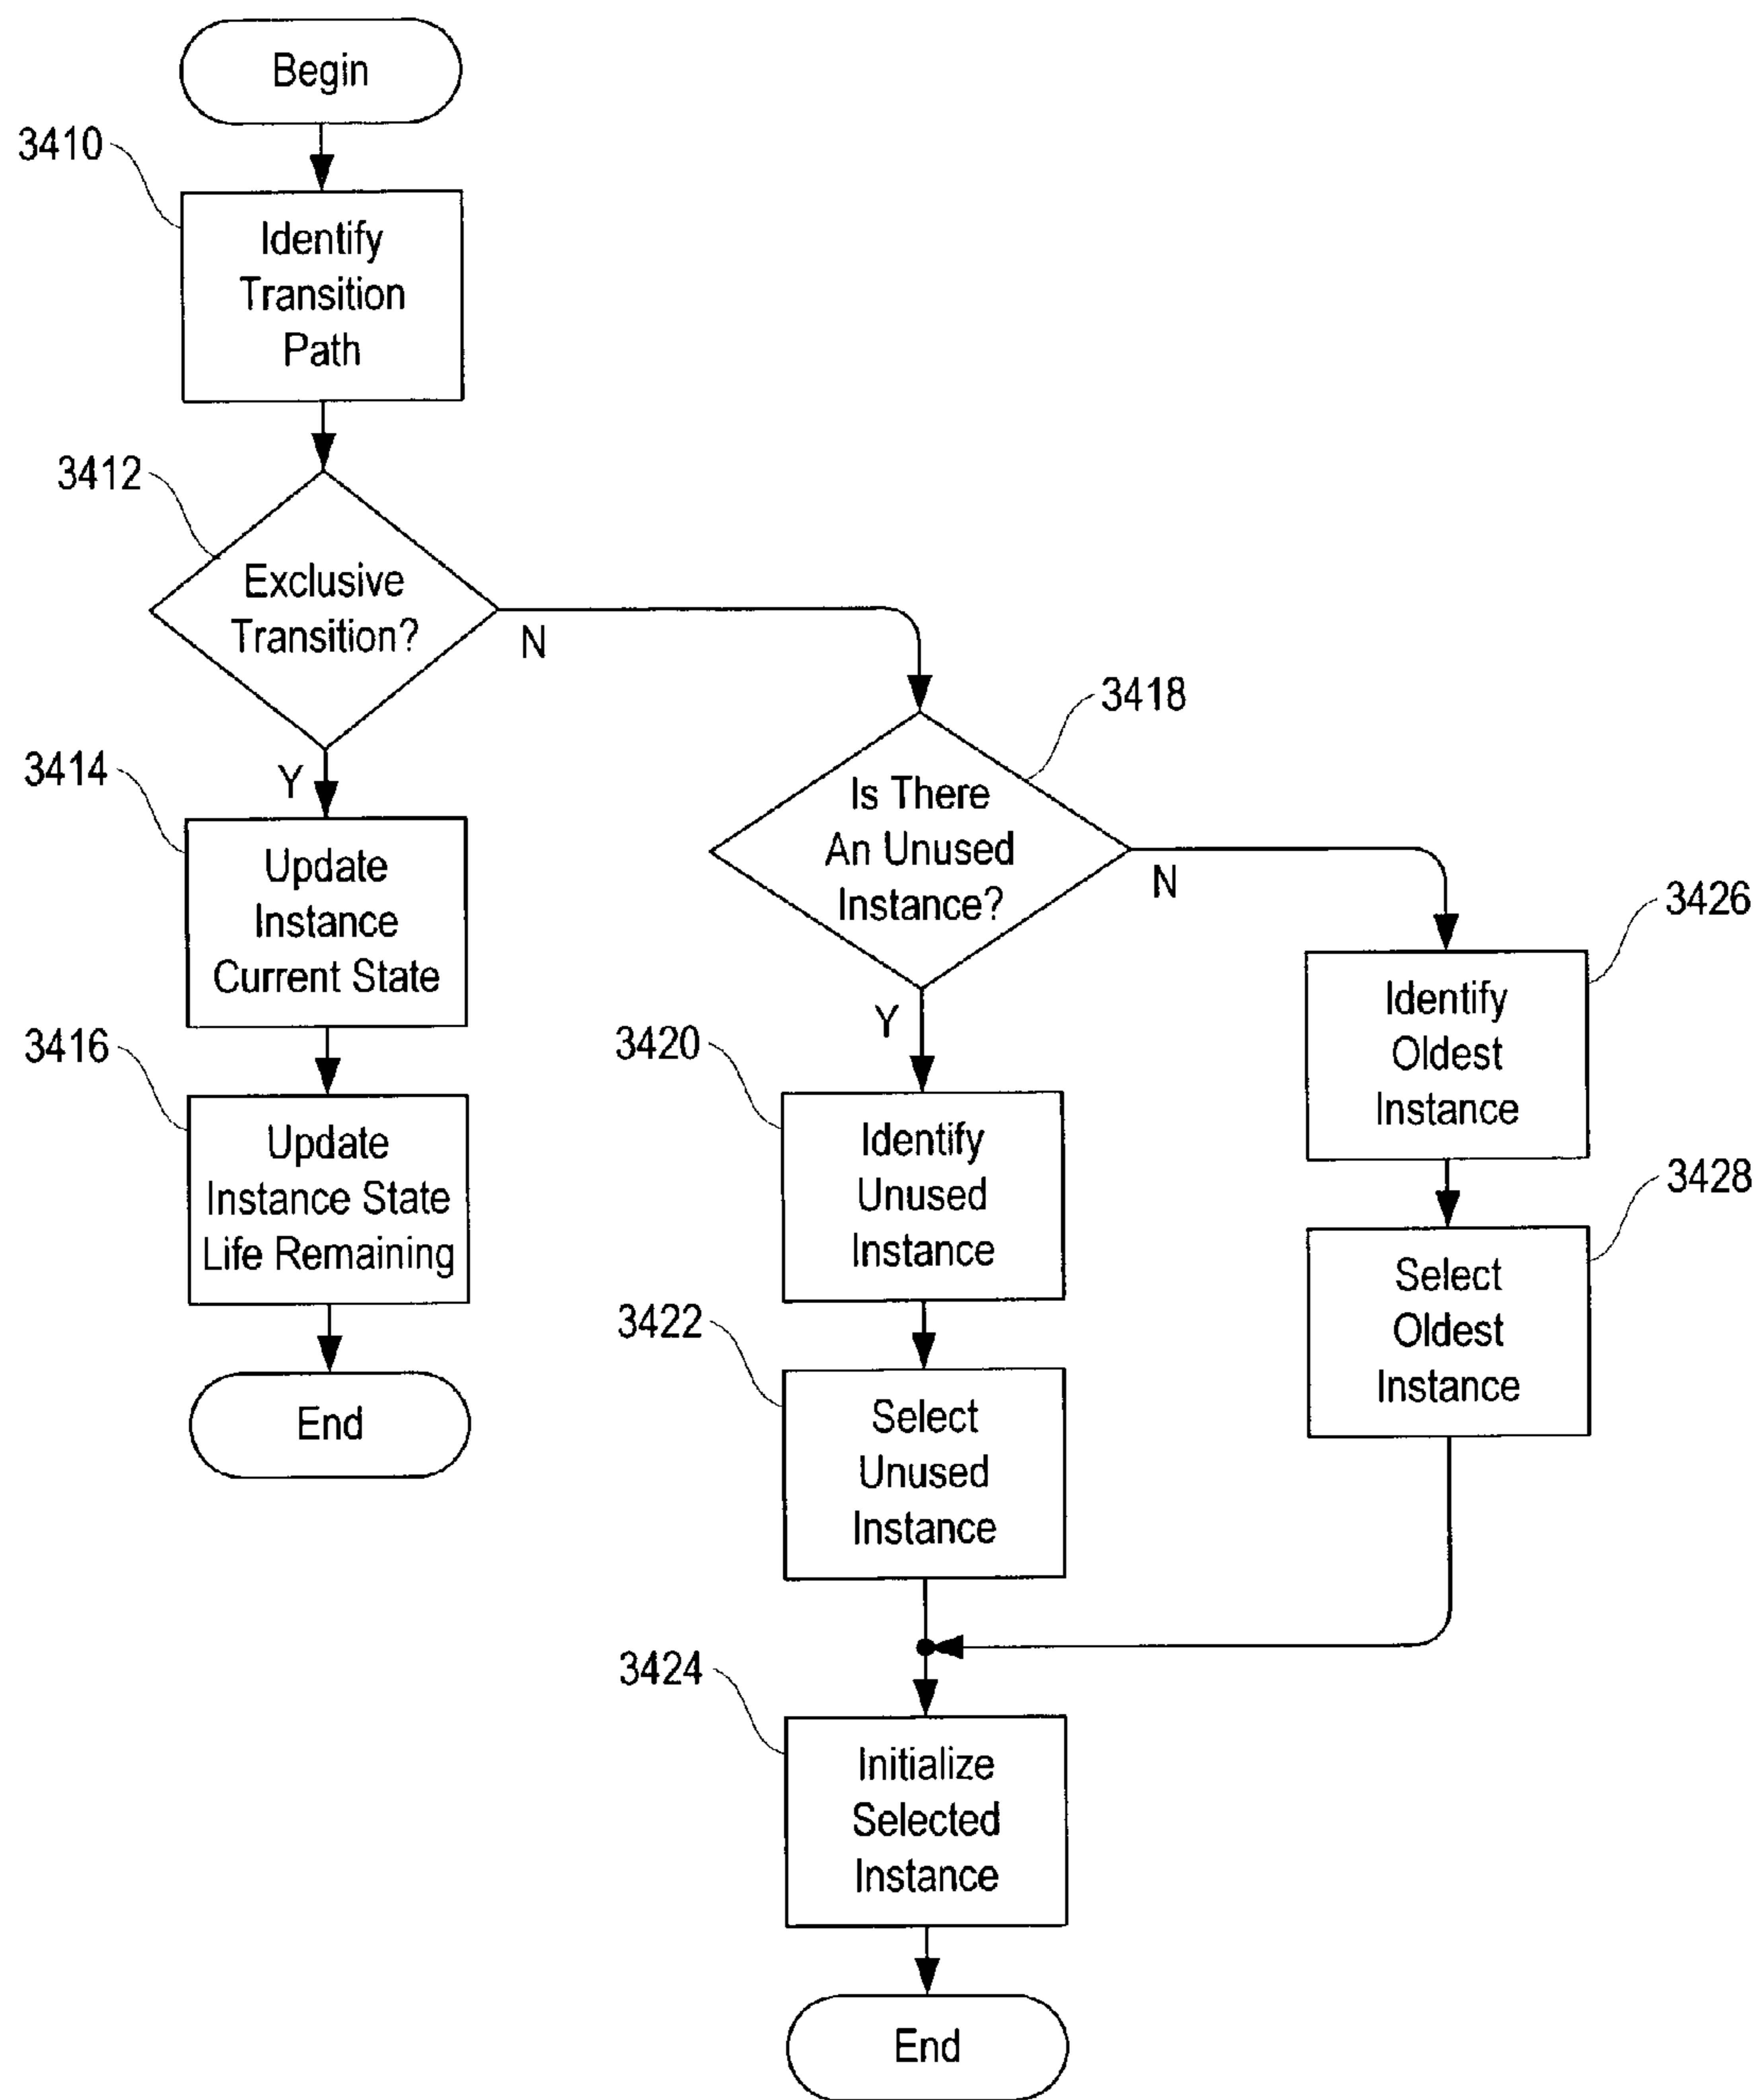 Begin
3410
Identify
Transition
Path
3412
Exclusive
Transition?
N
Y
3414
Update
Instance
Current State
3416
Update
Instance State
Life Remaining
End
3418
Is There
An Unused
Instance?
N
Y
3420
Identify
Unused
Instance
3422
Select
Unused
Instance
3426
Identify
Oldest
Instance
3428
Select
Oldest
Instance
3424
Initialize
Selected
Instance
End